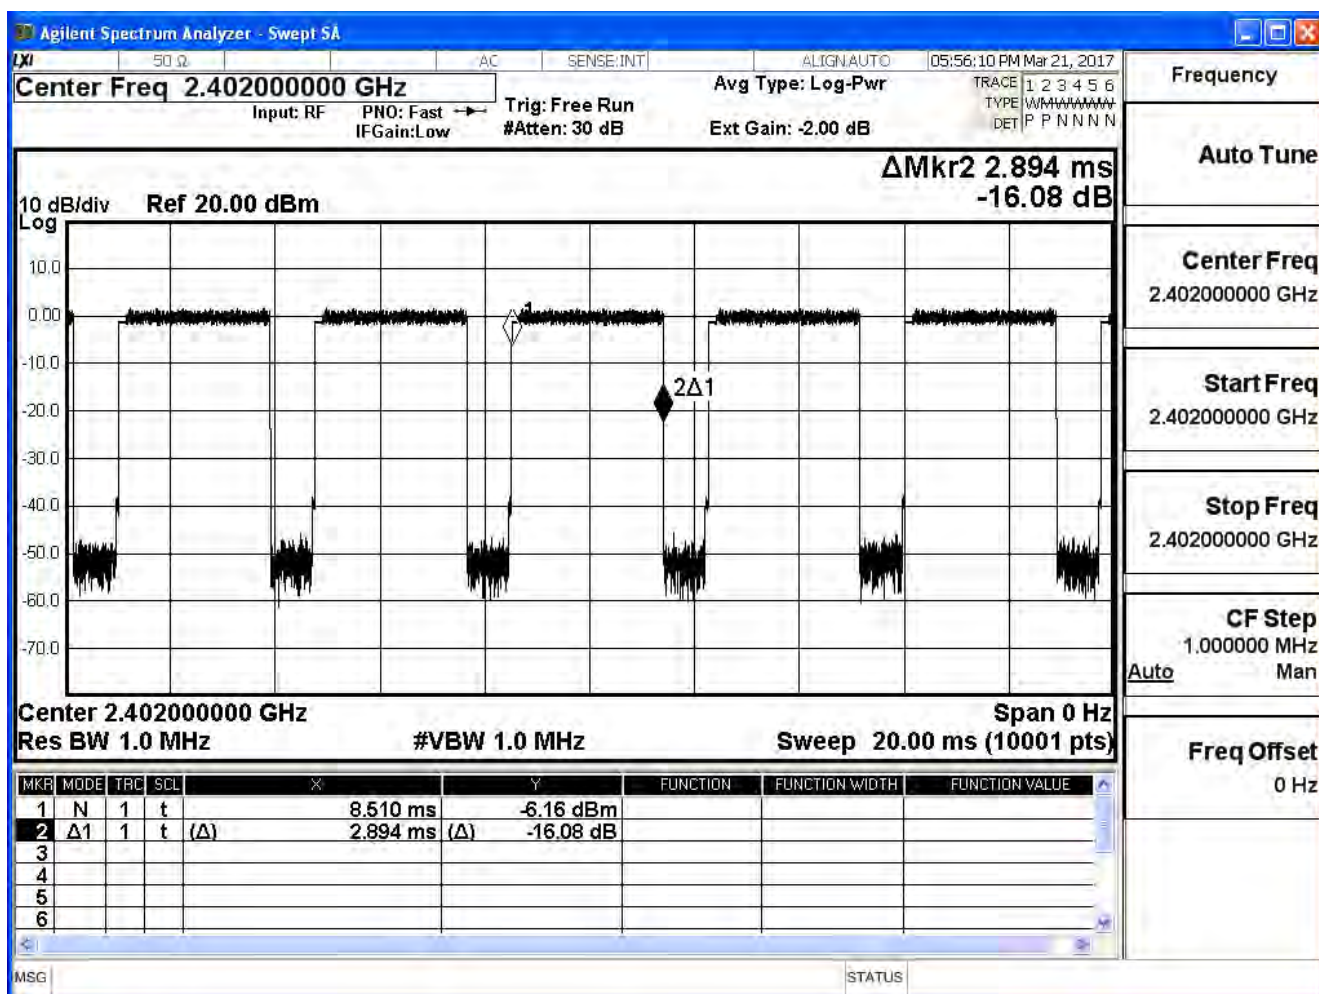 Agilent Spectrum Analyzer - Swept SA
LXI 50 Ω AC SENSE:INT ALIGN AUTO 05:56:10 PM Mar 21, 2017
Center Freq 2.402000000 GHz
Input: RF PNO: Fast
IFGain:Low
Trig: Free Run
#Atten: 30 dB
Avg Type: Log-Pwr
Ext Gain: -2.00 dB
TRACE 1 2 3 4 5 6
TYPE
DET P P N N N N
ΔMkr2 2.894 ms
-16.08 dB
10 dB/div Ref 20.00 dBm
Log
10.0
0.00
-10.0
-20.0
-30.0
-40.0
-50.0
-60.0
-70.0
1
2Δ1
Center 2.402000000 GHz Span 0 Hz
Res BW 1.0 MHz #VBW 1.0 MHz Sweep 20.00 ms (10001 pts)
MKR MODE TRC SCL X Y FUNCTION FUNCTION WIDTH FUNCTION VALUE
1 N 1 t 8.510 ms -6.16 dBm
2 Δ1 1 t (Δ) 2.894 ms (Δ) -16.08 dB
3
4
5
6
MSG STATUS
Frequency
Auto Tune
Center Freq
2.402000000 GHz
Start Freq
2.402000000 GHz
Stop Freq
2.402000000 GHz
CF Step
1.000000 MHz
Auto Man
Freq Offset
0 Hz